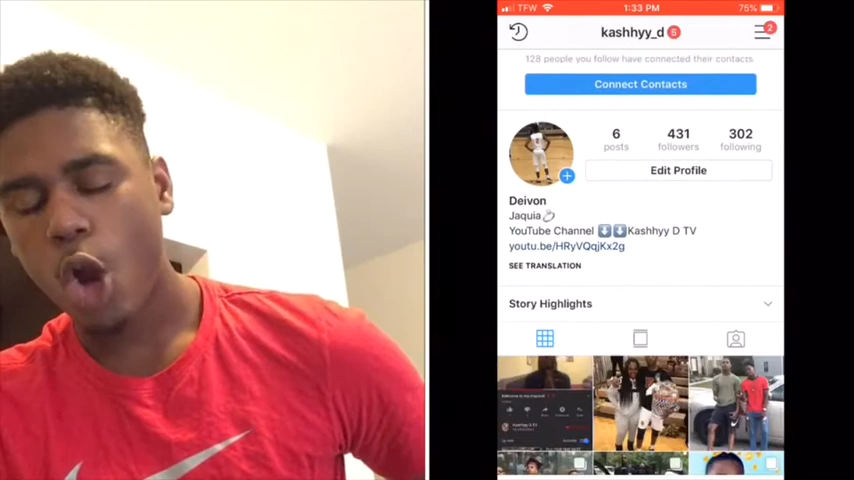 TFW 1:33 PM 75%
kashhyy_d 5 2
128 people you follow have connected their contacts
Connect Contacts
6 431 302
posts followers following
Edit Profile
Deivon
Jaquia💍
YouTube Channel ⬇️⬇️Kashhyy D TV
youtu.be/HRyVQqjKx2g
SEE TRANSLATION
Story Highlights